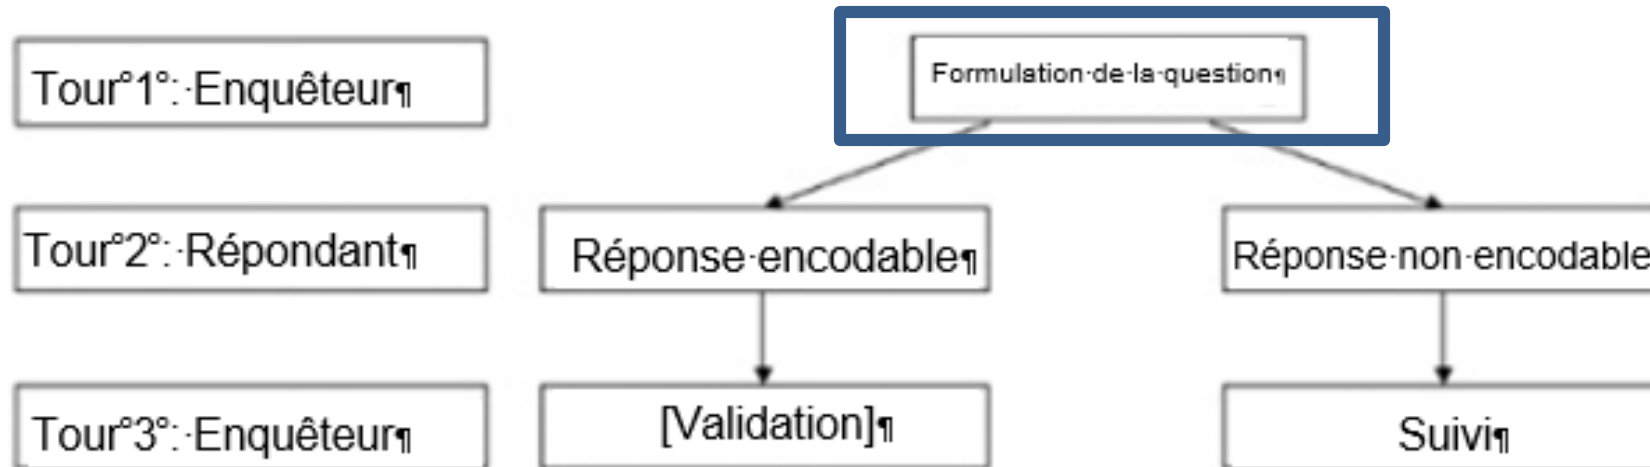 Tour°1°:·Enquêteur¶
Formulation·de·la·question¶
Tour°2°:·Répondant¶
Réponse·encodable¶
Réponse·non·encodable
Tour°3°:·Enquêteur¶
[Validation]¶
Suivi¶